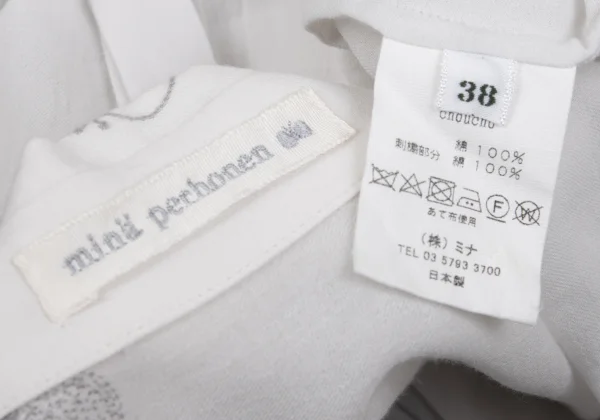 minä perhonen
38
choucho
綿 100%
刺繍部分 綿 100%
F
W
あて布使用
(株) ミナ
TEL 03 5793 3700
日本製